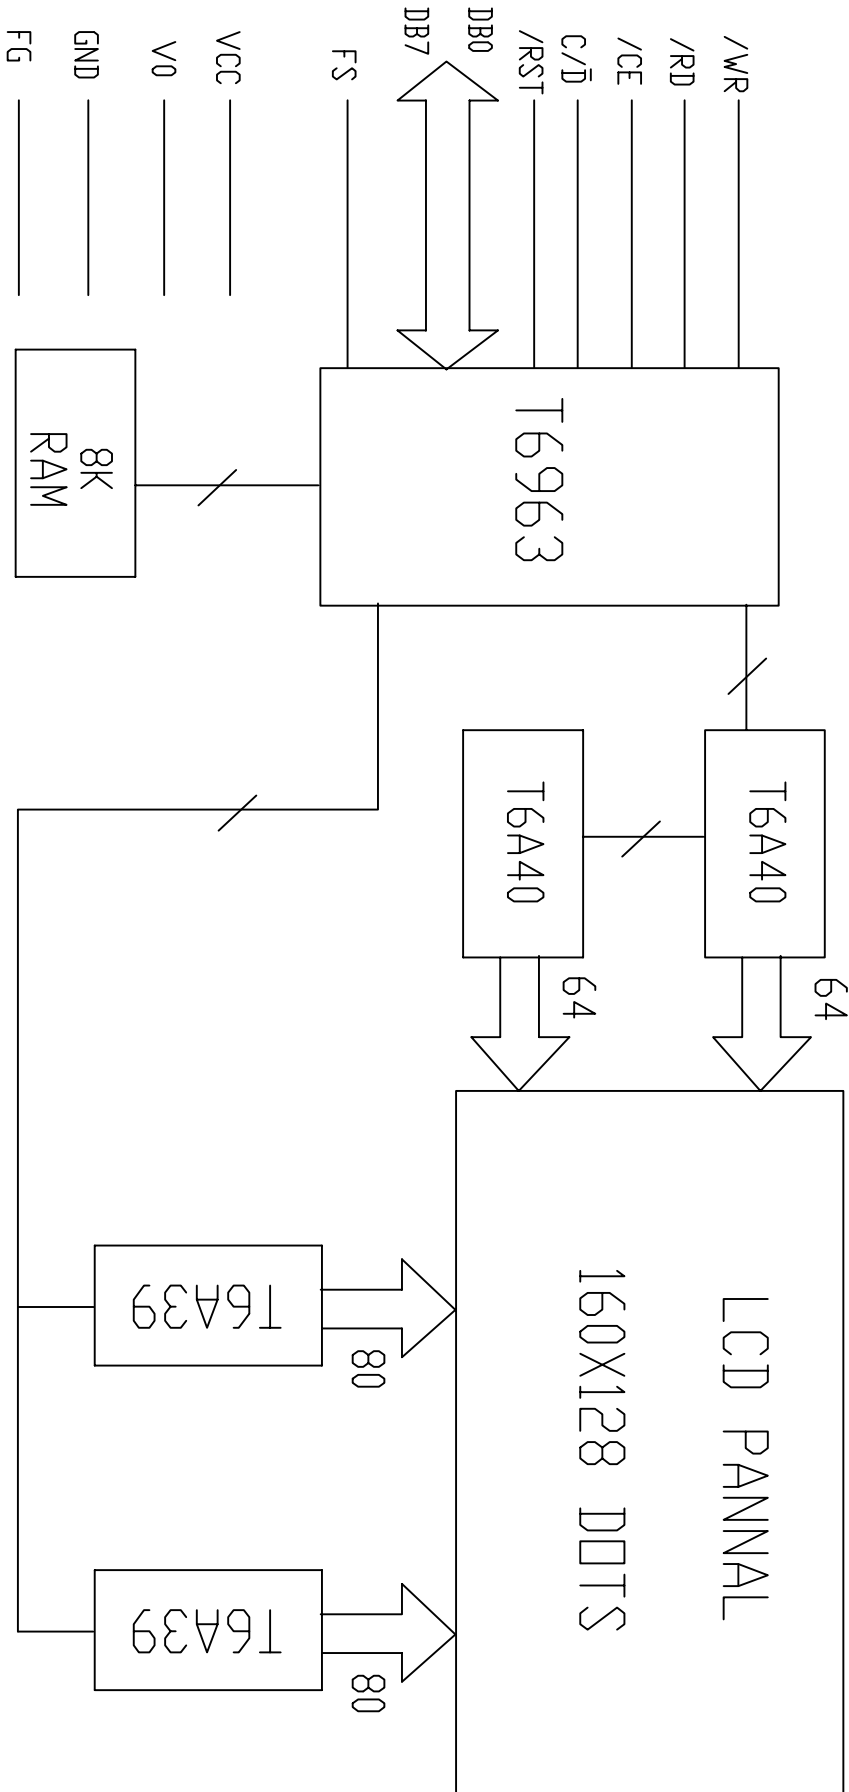 /WR
/RD
/CE
C/D̅
/RST
DB0
DB7
FS
VCC
V0
GND
FG
T6963
8K
RAM
T6A40
64
T6A40
64
LCD PANNAL
160X128 DOTS
T6A39
80
T6A39
80